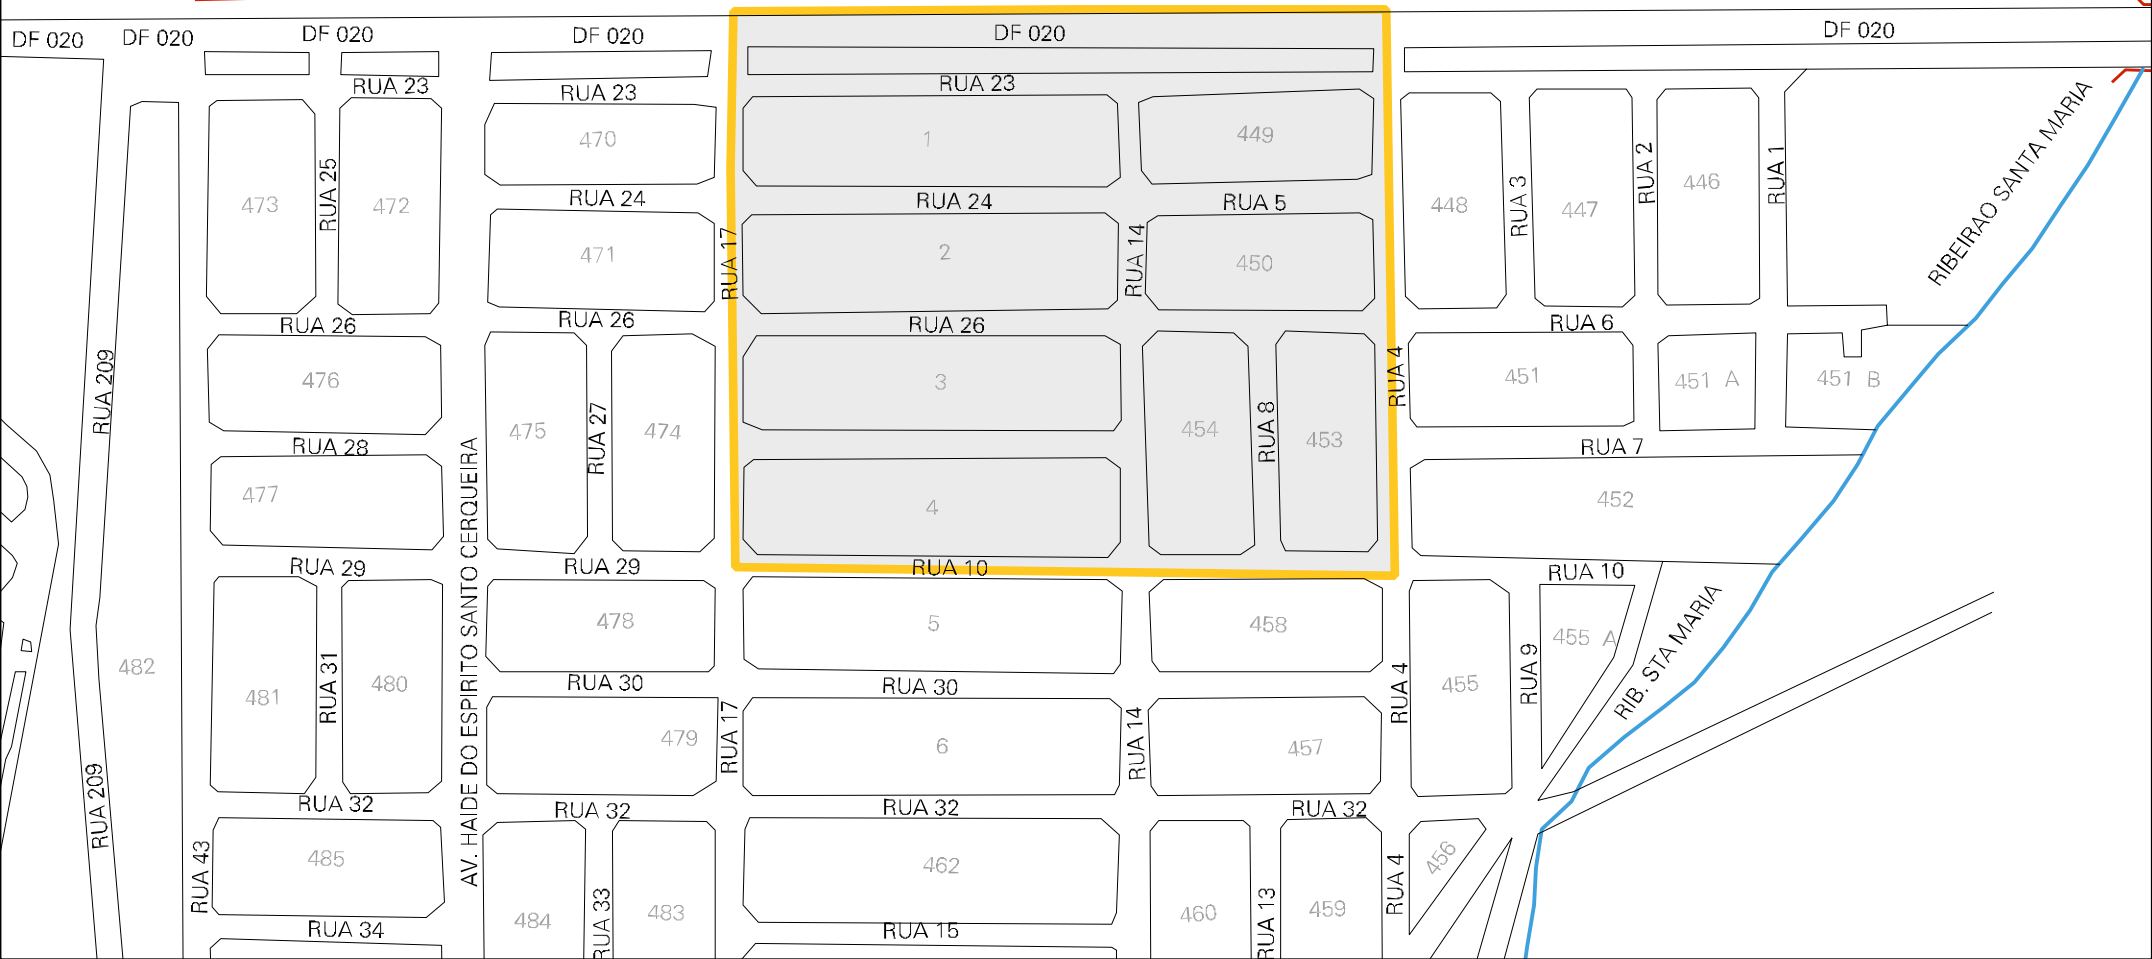 DF 020
DF 020
DF 020
DF 020
DF 020
DF 020
RUA 23
RUA 23
RUA 23
473
RUA 25
472
470
1
449
448
RUA 3
447
RUA 2
446
RUA 1
RIBEIRAO SANTA MARIA
RUA 24
RUA 24
RUA 5
471
RUA 17
2
RUA 14
450
RUA 26
RUA 26
RUA 26
RUA 6
RUA 209
476
475
RUA 27
474
3
454
RUA 8
453
RUA 4
451
451 A
451 B
RUA 28
RUA 7
477
AV. HAIDE DO ESPIRITO SANTO CERQUEIRA
4
452
RUA 29
RUA 29
RUA 10
RUA 10
482
481
RUA 31
480
478
5
458
RUA 4
455
RUA 9
455 A
RIB. STA MARIA
RUA 30
RUA 30
479
RUA 17
6
RUA 14
457
RUA 209
RUA 32
RUA 32
RUA 32
RUA 32
RUA 43
485
484
RUA 33
483
462
460
RUA 13
459
RUA 4
456
RUA 34
RUA 15